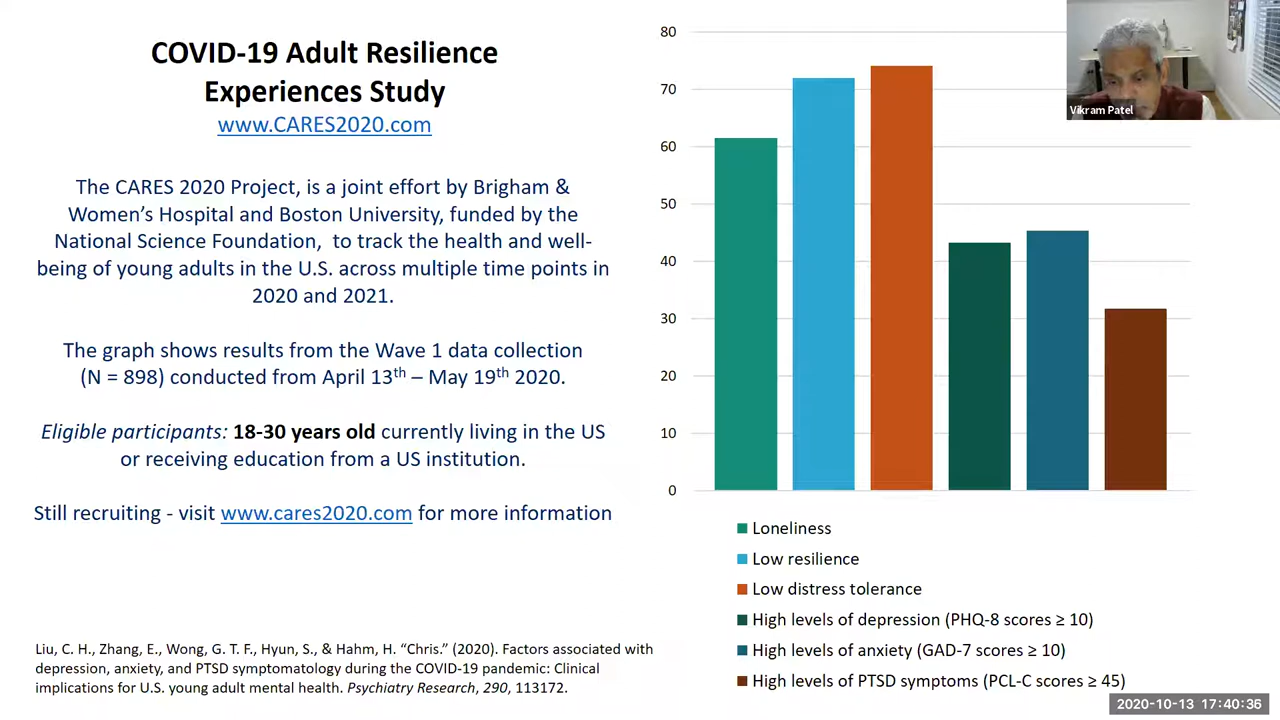 COVID-19 Adult Resilience
Experiences Study
www.CARES2020.com
The CARES 2020 Project, is a joint effort by Brigham &
Women's Hospital and Boston University, funded by the
National Science Foundation, to track the health and well-
being of young adults in the U.S. across multiple time points in
2020 and 2021.
The graph shows results from the Wave 1 data collection
(N = 898) conducted from April 13th – May 19th 2020.
Eligible participants: 18-30 years old currently living in the US
or receiving education from a US institution.
Still recruiting - visit www.cares2020.com for more information
Liu, C. H., Zhang, E., Wong, G. T. F., Hyun, S., & Hahm, H. "Chris." (2020). Factors associated with
depression, anxiety, and PTSD symptomatology during the COVID-19 pandemic: Clinical
implications for U.S. young adult mental health. Psychiatry Research, 290, 113172.
80
70
60
50
40
30
20
10
0
Loneliness
Low resilience
Low distress tolerance
High levels of depression (PHQ-8 scores ≥ 10)
High levels of anxiety (GAD-7 scores ≥ 10)
High levels of PTSD symptoms (PCL-C scores ≥ 45)
Vikram Patel
2020-10-13 17:40:36